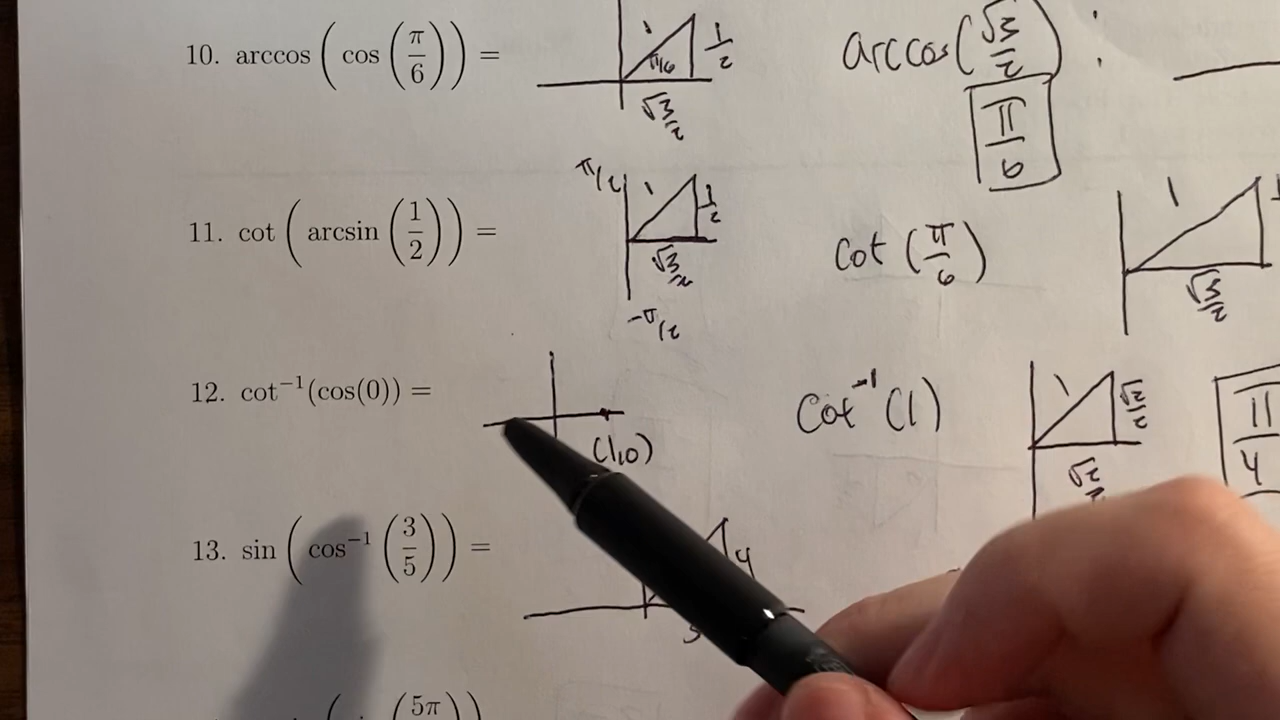 10. arccos ( cos ( π/6 ) ) =
1
π/6
1/2
√3/2
arccos( √3/2 ) :
π/6
11. cot ( arcsin ( 1/2 ) ) =
π/2
1
1/2
√3/2
-π/2
cot ( π/6 )
1
√3/2
12. cot⁻¹(cos(0)) =
(1,0)
Cot⁻¹ (1)
1
√2/2
√2/2
π/4
13. sin ( cos⁻¹ ( 3/5 ) ) =
4
5π